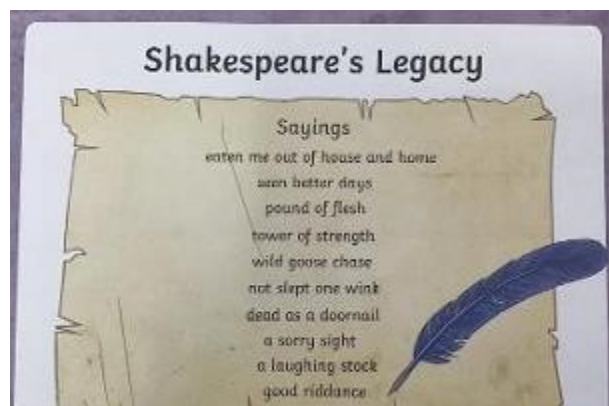 Shakespeare's Legacy
Sayings
eaten me out of house and home
seen better days
pound of flesh
tower of strength
wild goose chase
not slept one wink
dead as a doornail
a sorry sight
a laughing stock
good riddance